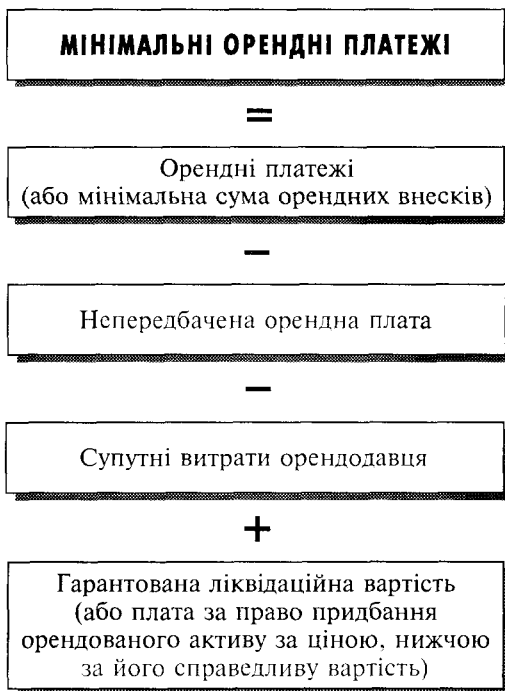 МІНІМАЛЬНІ ОРЕНДНІ ПЛАТЕЖІ
=
Орендні платежі
(або мінімальна сума орендних внесків)
−
Непередбачена орендна плата
−
Супутні витрати орендодавця
+
Гарантована ліквідаційна вартість
(або плата за право придбання
орендованого активу за ціною, нижчою
за його справедливу вартість)